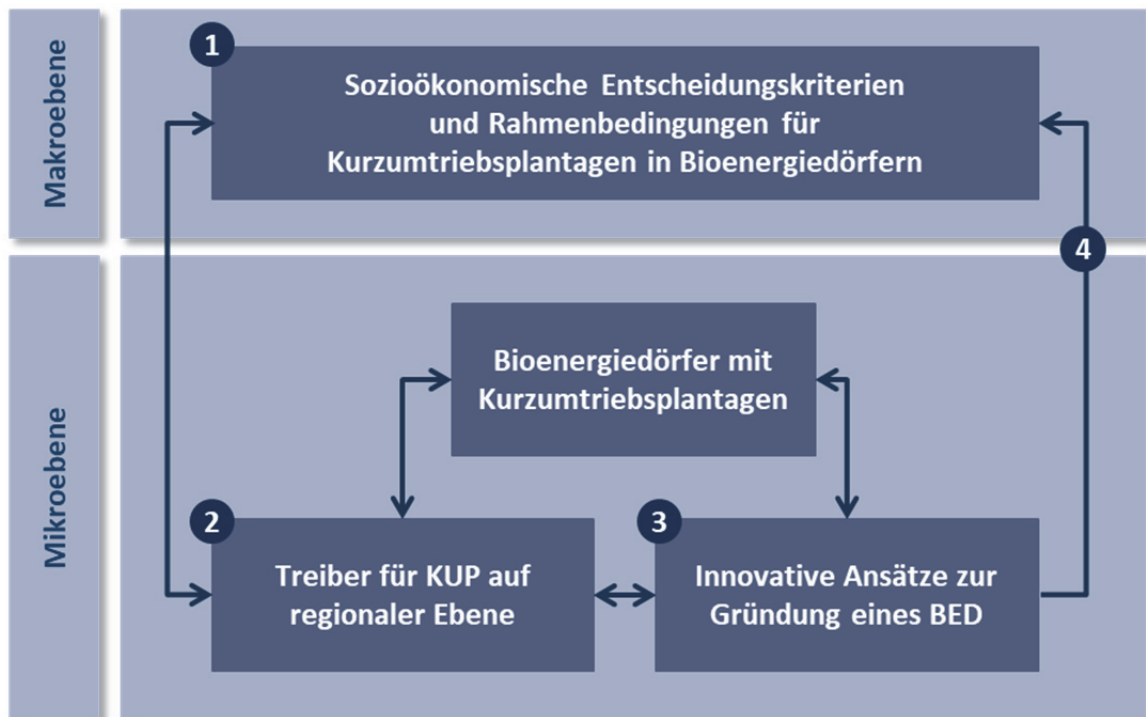 Makroebene
1
Sozioökonomische Entscheidungskriterien
und Rahmenbedingungen für
Kurzumtriebsplantagen in Bioenergiedörfern
4
Mikroebene
Bioenergiedörfer mit
Kurzumtriebsplantagen
2
Treiber für KUP auf
regionaler Ebene
3
Innovative Ansätze zur
Gründung eines BED